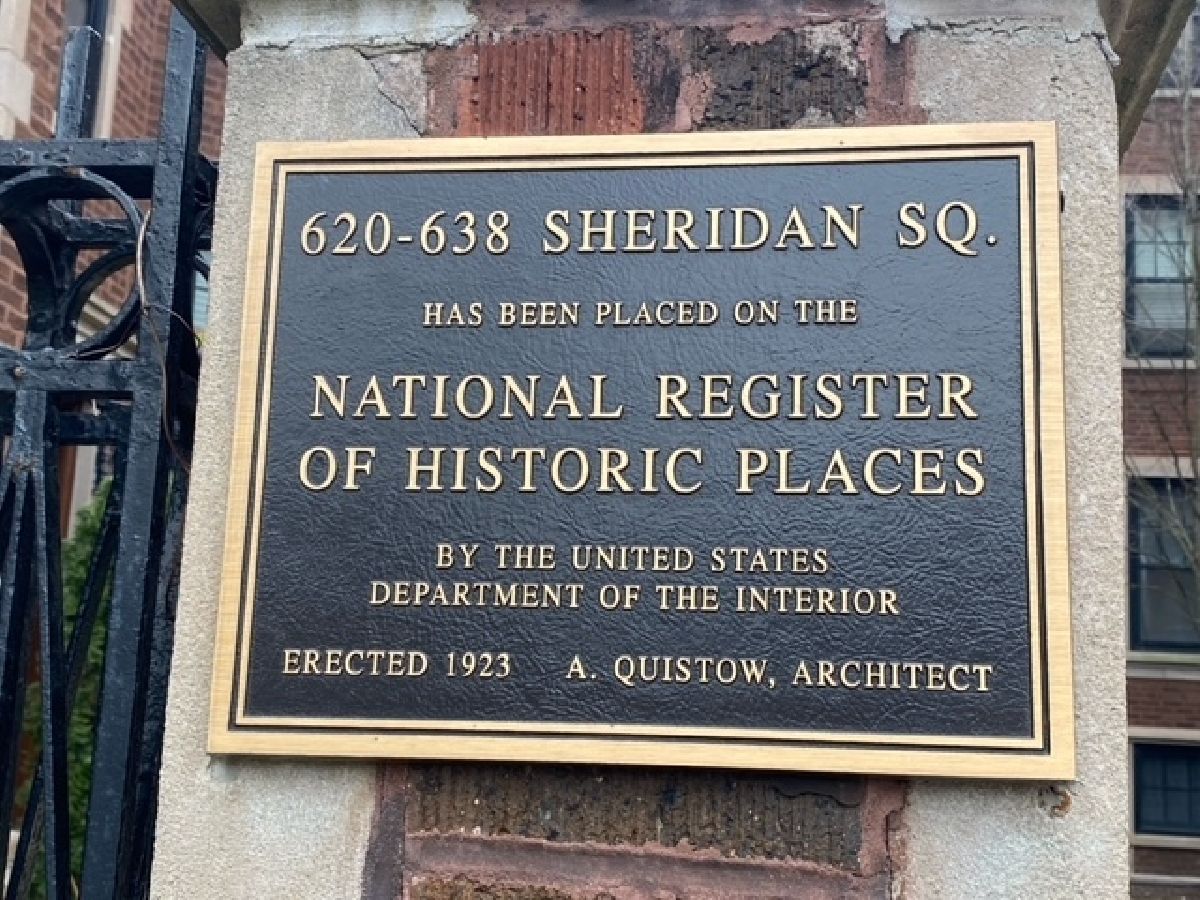 620-638 SHERIDAN SQ.
HAS BEEN PLACED ON THE
NATIONAL REGISTER
OF HISTORIC PLACES
BY THE UNITED STATES
DEPARTMENT OF THE INTERIOR
ERECTED 1923 A. QUISTOW, ARCHITECT